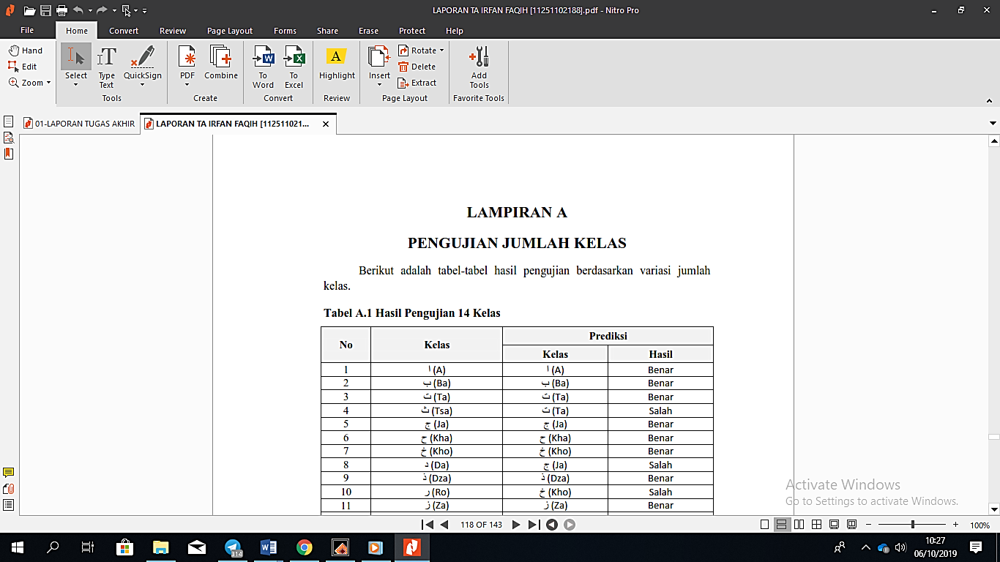 LAPORAN TA IRFAN FAQIH [11251102188].pdf - Nitro Pro
File Home Convert Review Page Layout Forms Share Erase Protect Help
Hand
Edit
Zoom
Select
Type Text
QuickSign
Tools
PDF
Combine
Create
To Word
To Excel
Convert
A
Highlight
Review
Insert
Rotate
Delete
Extract
Page Layout
Add Tools
Favorite Tools
01-LAPORAN TUGAS AKHIR
LAPORAN TA IRFAN FAQIH [112511021...
LAMPIRAN A
PENGUJIAN JUMLAH KELAS
Berikut adalah tabel-tabel hasil pengujian berdasarkan variasi jumlah
kelas.
Tabel A.1 Hasil Pengujian 14 Kelas
No Kelas Prediksi
Kelas Hasil
1 ا (A) ا (A) Benar
2 ب (Ba) ب (Ba) Benar
3 ت (Ta) ت (Ta) Benar
4 ث (Tsa) ت (Ta) Salah
5 ج (Ja) ج (Ja) Benar
6 ح (Kha) ح (Kha) Benar
7 خ (Kho) خ (Kho) Benar
8 د (Da) ج (Ja) Salah
9 ذ (Dza) ذ (Dza) Benar
10 ر (Ro) خ (Kho) Salah
11 ز (Za) ز (Za) Benar
Activate Windows
Go to Settings to activate Windows.
118 OF 143
100%
314
10:27
06/10/2019